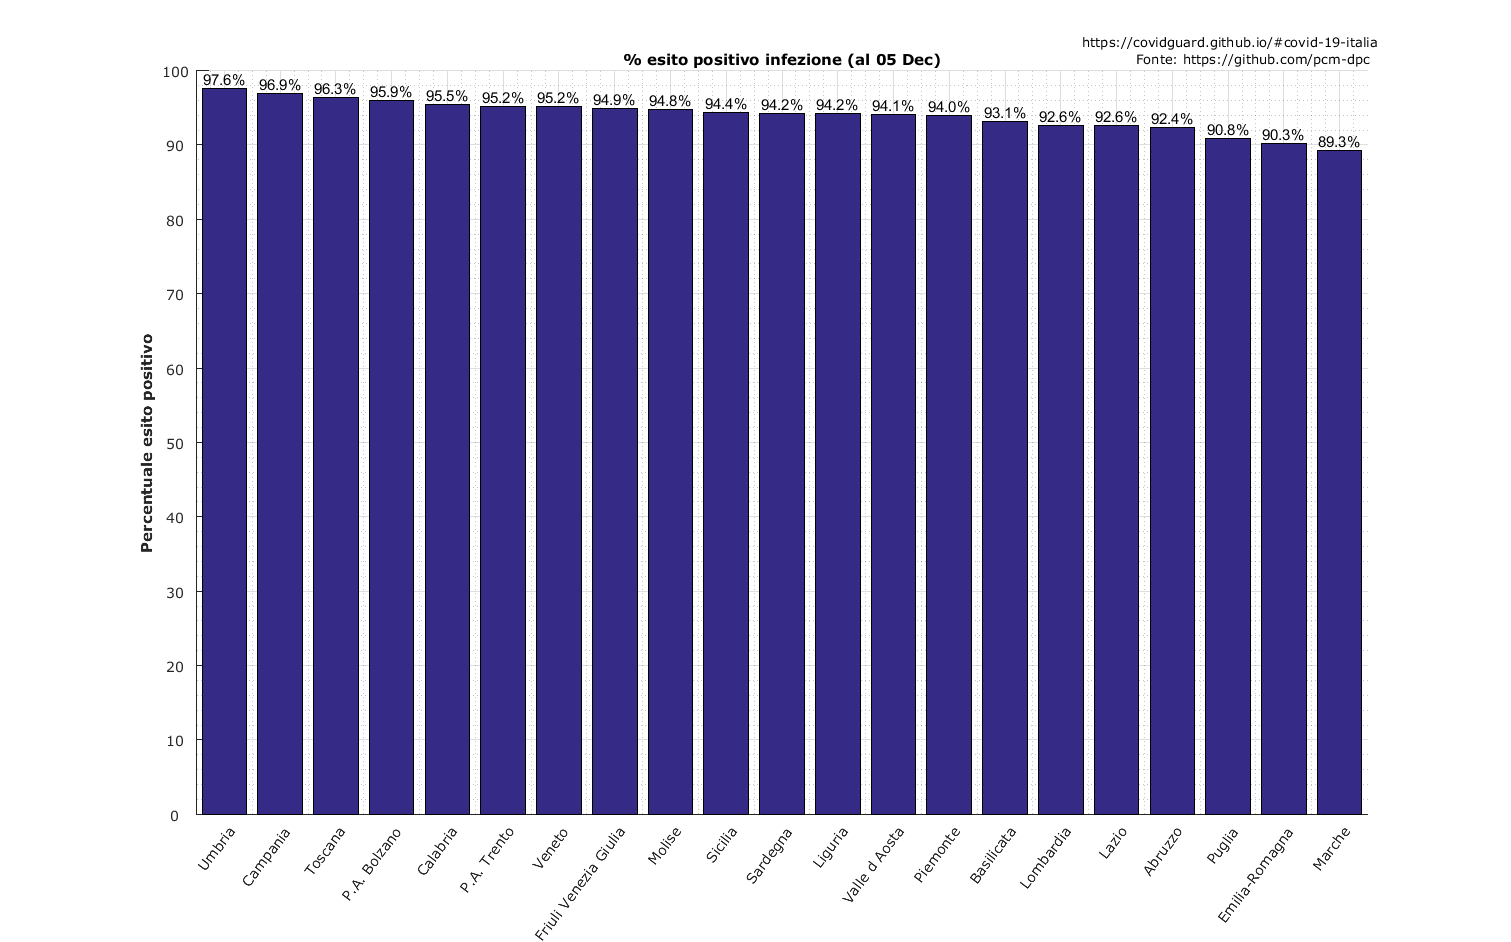 https://covidguard.github.io/#covid-19-italia
% esito positivo infezione (al 05 Dec)
Fonte: https://github.com/pcm-dpc
Percentuale esito positivo
100
90
80
70
60
50
40
30
20
10
0
97.6%
96.9%
96.3%
95.9%
95.5%
95.2%
95.2%
94.9%
94.8%
94.4%
94.2%
94.2%
94.1%
94.0%
93.1%
92.6%
92.6%
92.4%
90.8%
90.3%
89.3%
Umbria
Campania
Toscana
P.A. Bolzano
Calabria
P.A. Trento
Veneto
Friuli Venezia Giulia
Molise
Sicilia
Sardegna
Liguria
Valle d Aosta
Piemonte
Basilicata
Lombardia
Lazio
Abruzzo
Puglia
Emilia-Romagna
Marche